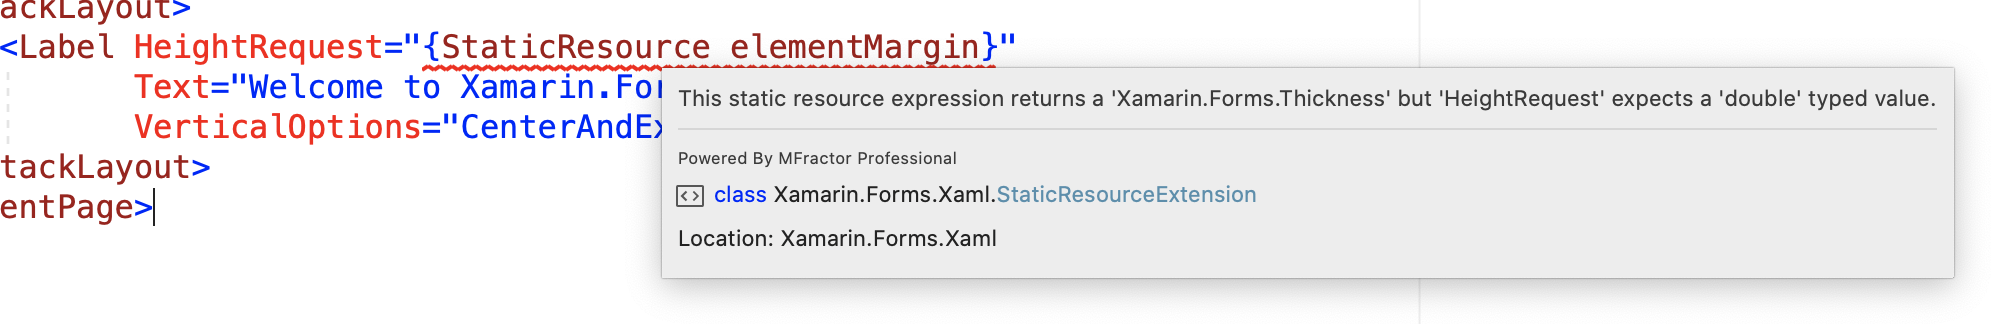 ackLayout>
<Label HeightRequest="{StaticResource elementMargin}"
Text="Welcome to Xamarin.For
VerticalOptions="CenterAndEx
tackLayout>
entPage>
This static resource expression returns a 'Xamarin.Forms.Thickness' but 'HeightRequest' expects a 'double' typed value.
Powered By MFractor Professional
class Xamarin.Forms.Xaml.StaticResourceExtension
Location: Xamarin.Forms.Xaml